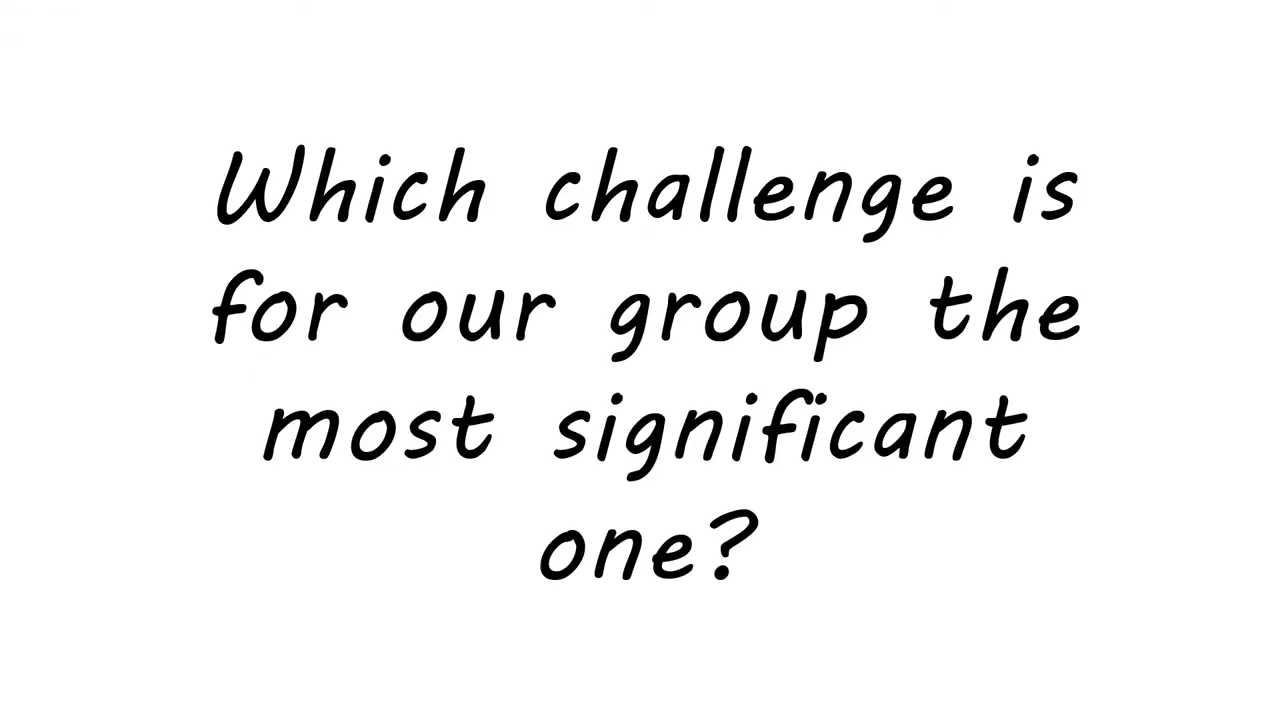 Which challenge is
for our group the
most significant
one?